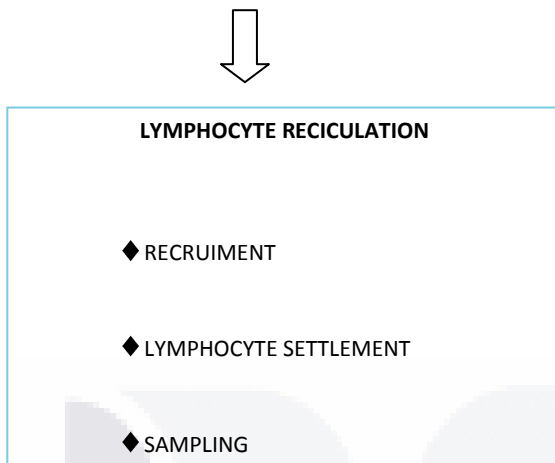 LYMPHOCYTE RECICULATION
RECRUIMENT
LYMPHOCYTE SETTLEMENT
SAMPLING